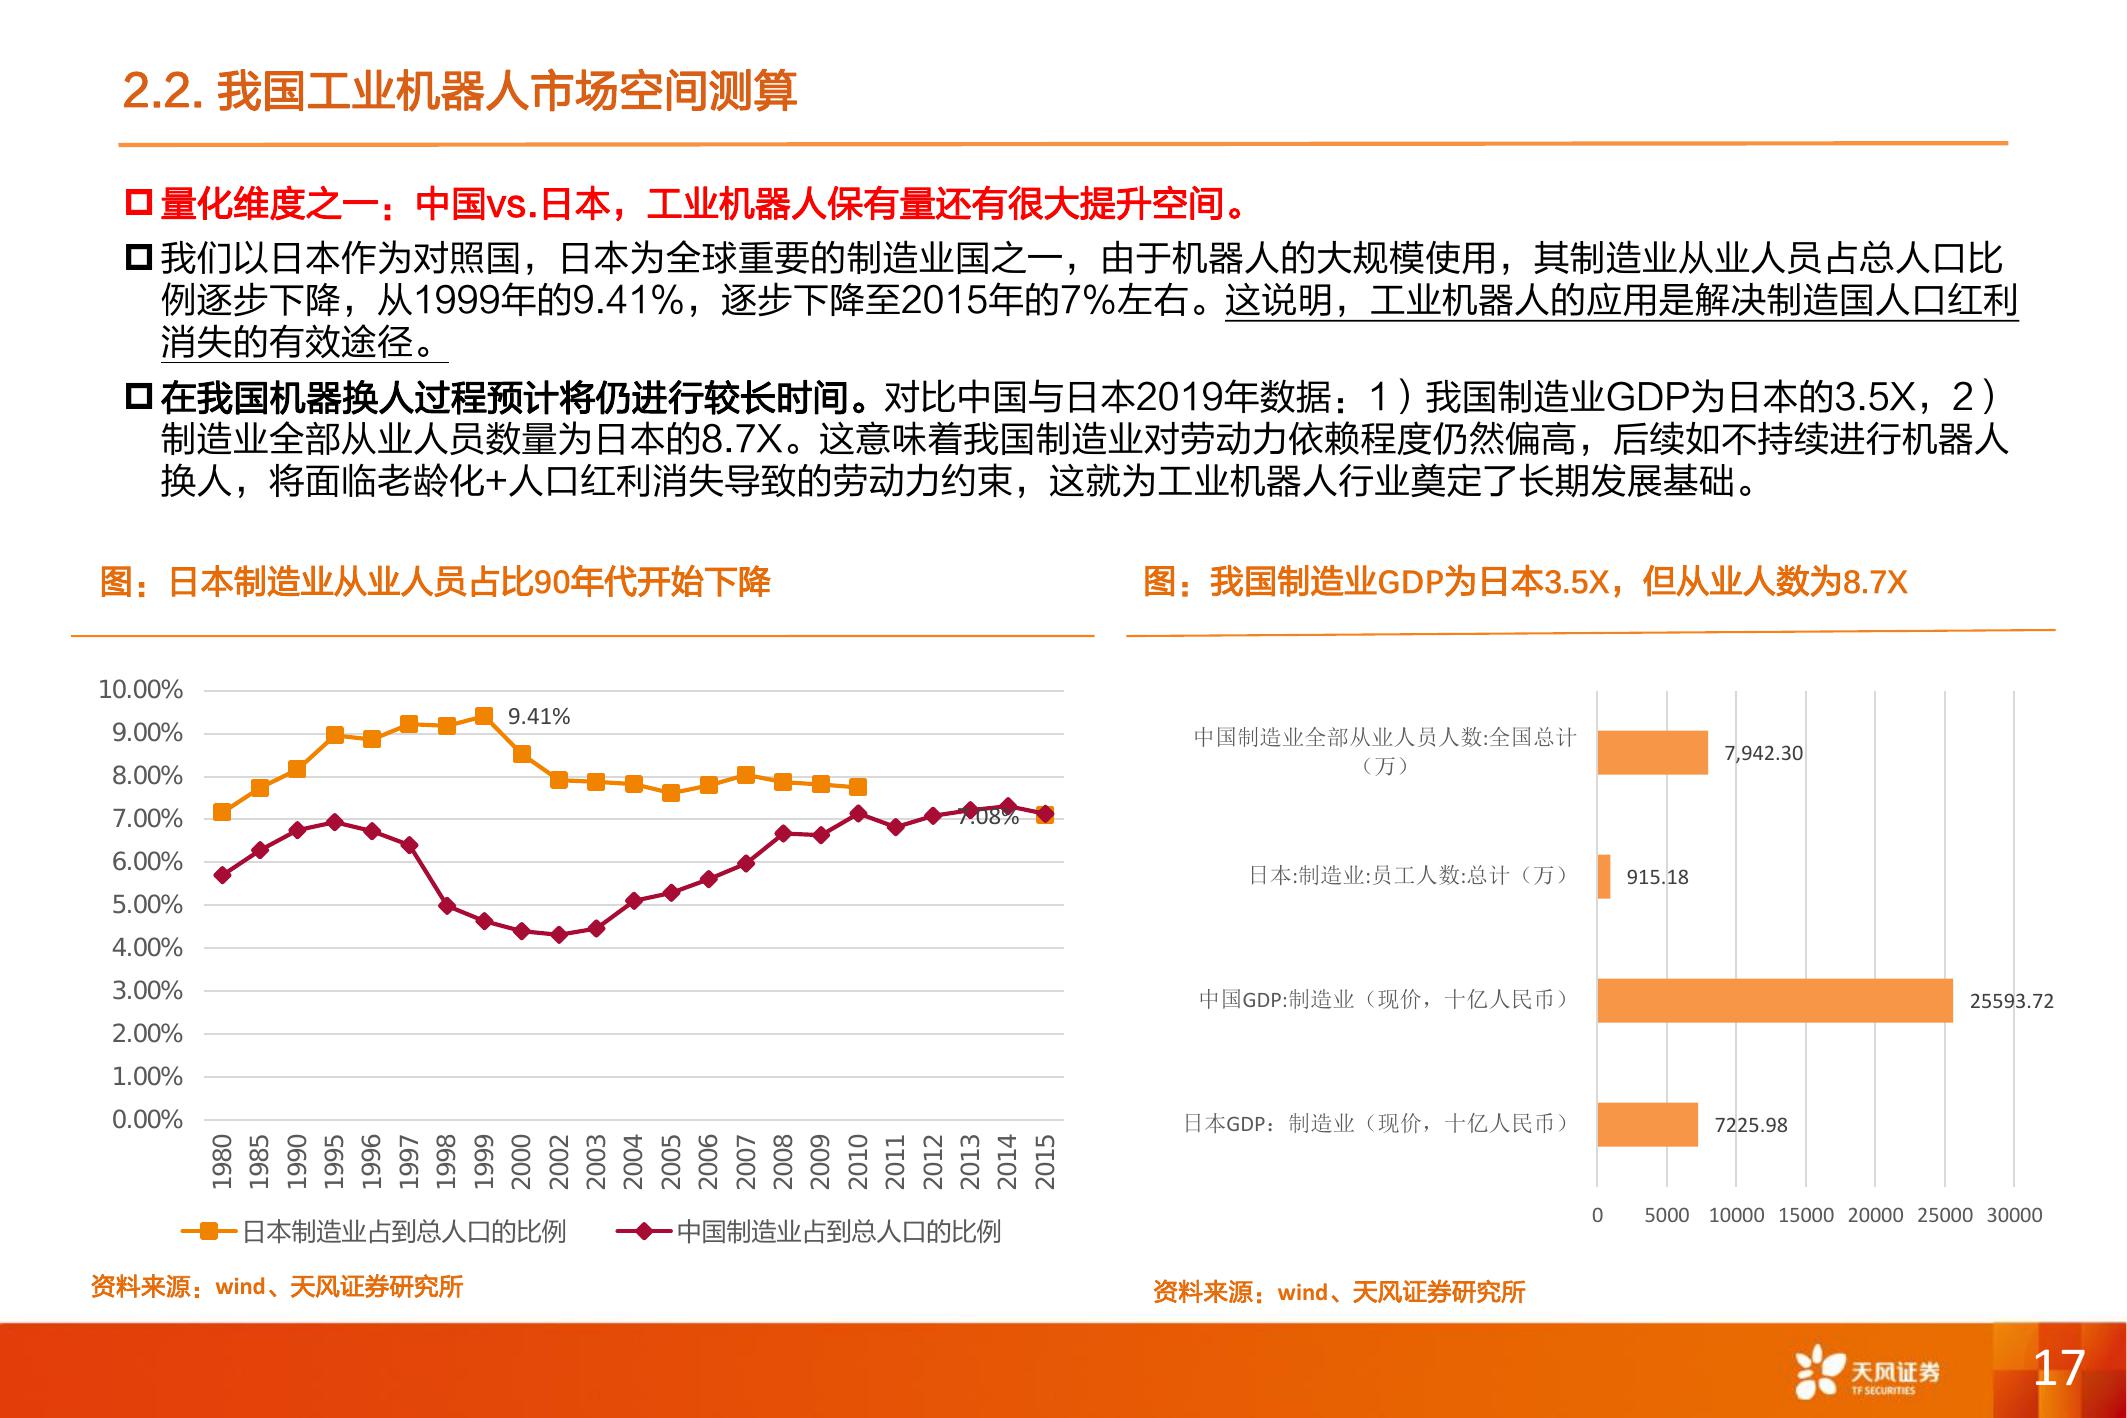 2.2. 我国工业机器人市场空间测算
量化维度之一：中国vs.日本，工业机器人保有量还有很大提升空间。
我们以日本作为对照国，日本为全球重要的制造业国之一，由于机器人的大规模使用，其制造业从业人员占总人口比
例逐步下降，从1999年的9.41%，逐步下降至2015年的7%左右。这说明，工业机器人的应用是解决制造国人口红利
消失的有效途径。
在我国机器换人过程预计将仍进行较长时间。对比中国与日本2019年数据：1）我国制造业GDP为日本的3.5X，2）
制造业全部从业人员数量为日本的8.7X。这意味着我国制造业对劳动力依赖程度仍然偏高，后续如不持续进行机器人
换人，将面临老龄化+人口红利消失导致的劳动力约束，这就为工业机器人行业奠定了长期发展基础。
图：日本制造业从业人员占比90年代开始下降
10.00%
9.00%
8.00%
7.00%
6.00%
5.00%
4.00%
3.00%
2.00%
1.00%
0.00%
9.41%
7.08%
1980 1985 1990 1995 1996 1997 1998 1999 2000 2002 2003 2004 2005 2006 2007 2008 2009 2010 2011 2012 2013 2014 2015
日本制造业占到总人口的比例 中国制造业占到总人口的比例
资料来源：wind、天风证券研究所
图：我国制造业GDP为日本3.5X，但从业人数为8.7X
中国制造业全部从业人员人数:全国总计
（万）
7,942.30
日本:制造业:员工人数:总计（万）
915.18
中国GDP:制造业（现价，十亿人民币）
25593.72
日本GDP：制造业（现价，十亿人民币）
7225.98
0 5000 10000 15000 20000 25000 30000
资料来源：wind、天风证券研究所
天风证券
TF SECURITIES
17